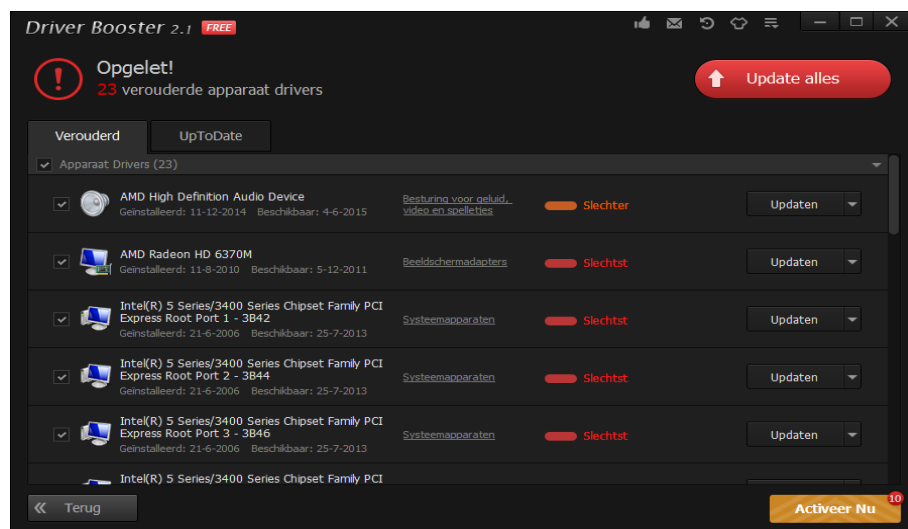 Driver Booster 2.1 FREE
Opgelet!
23 verouderde apparaat drivers
Update alles
Verouderd
UpToDate
Apparaat Drivers (23)
AMD High Definition Audio Device
Geïnstalleerd: 11-12-2014 Beschikbaar: 4-6-2015
Besturing voor geluid,
video en spelletjes
Slechter
Updaten
AMD Radeon HD 6370M
Geïnstalleerd: 11-8-2010 Beschikbaar: 5-12-2011
Beeldschermadapters
Slechtst
Updaten
Intel(R) 5 Series/3400 Series Chipset Family PCI
Express Root Port 1 - 3B42
Geïnstalleerd: 21-6-2006 Beschikbaar: 25-7-2013
Systeemapparaten
Slechtst
Updaten
Intel(R) 5 Series/3400 Series Chipset Family PCI
Express Root Port 2 - 3B44
Geïnstalleerd: 21-6-2006 Beschikbaar: 25-7-2013
Systeemapparaten
Slechtst
Updaten
Intel(R) 5 Series/3400 Series Chipset Family PCI
Express Root Port 3 - 3B46
Geïnstalleerd: 21-6-2006 Beschikbaar: 25-7-2013
Systeemapparaten
Slechtst
Updaten
Intel(R) 5 Series/3400 Series Chipset Family PCI
Terug
Activeer Nu
10